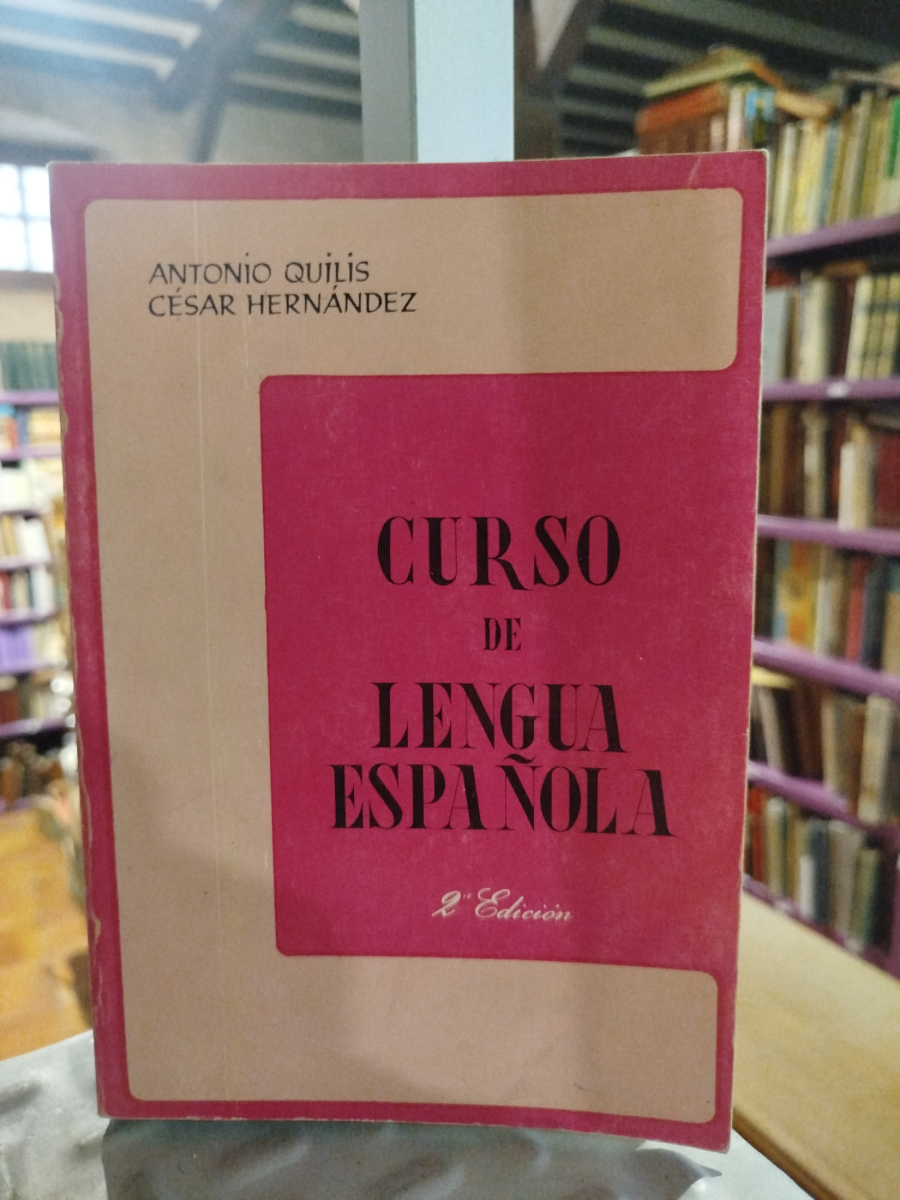 ANTONIO QUILIS
CÉSAR HERNÁNDEZ
CURSO
DE
LENGUA
ESPAÑOLA
2ª Edición